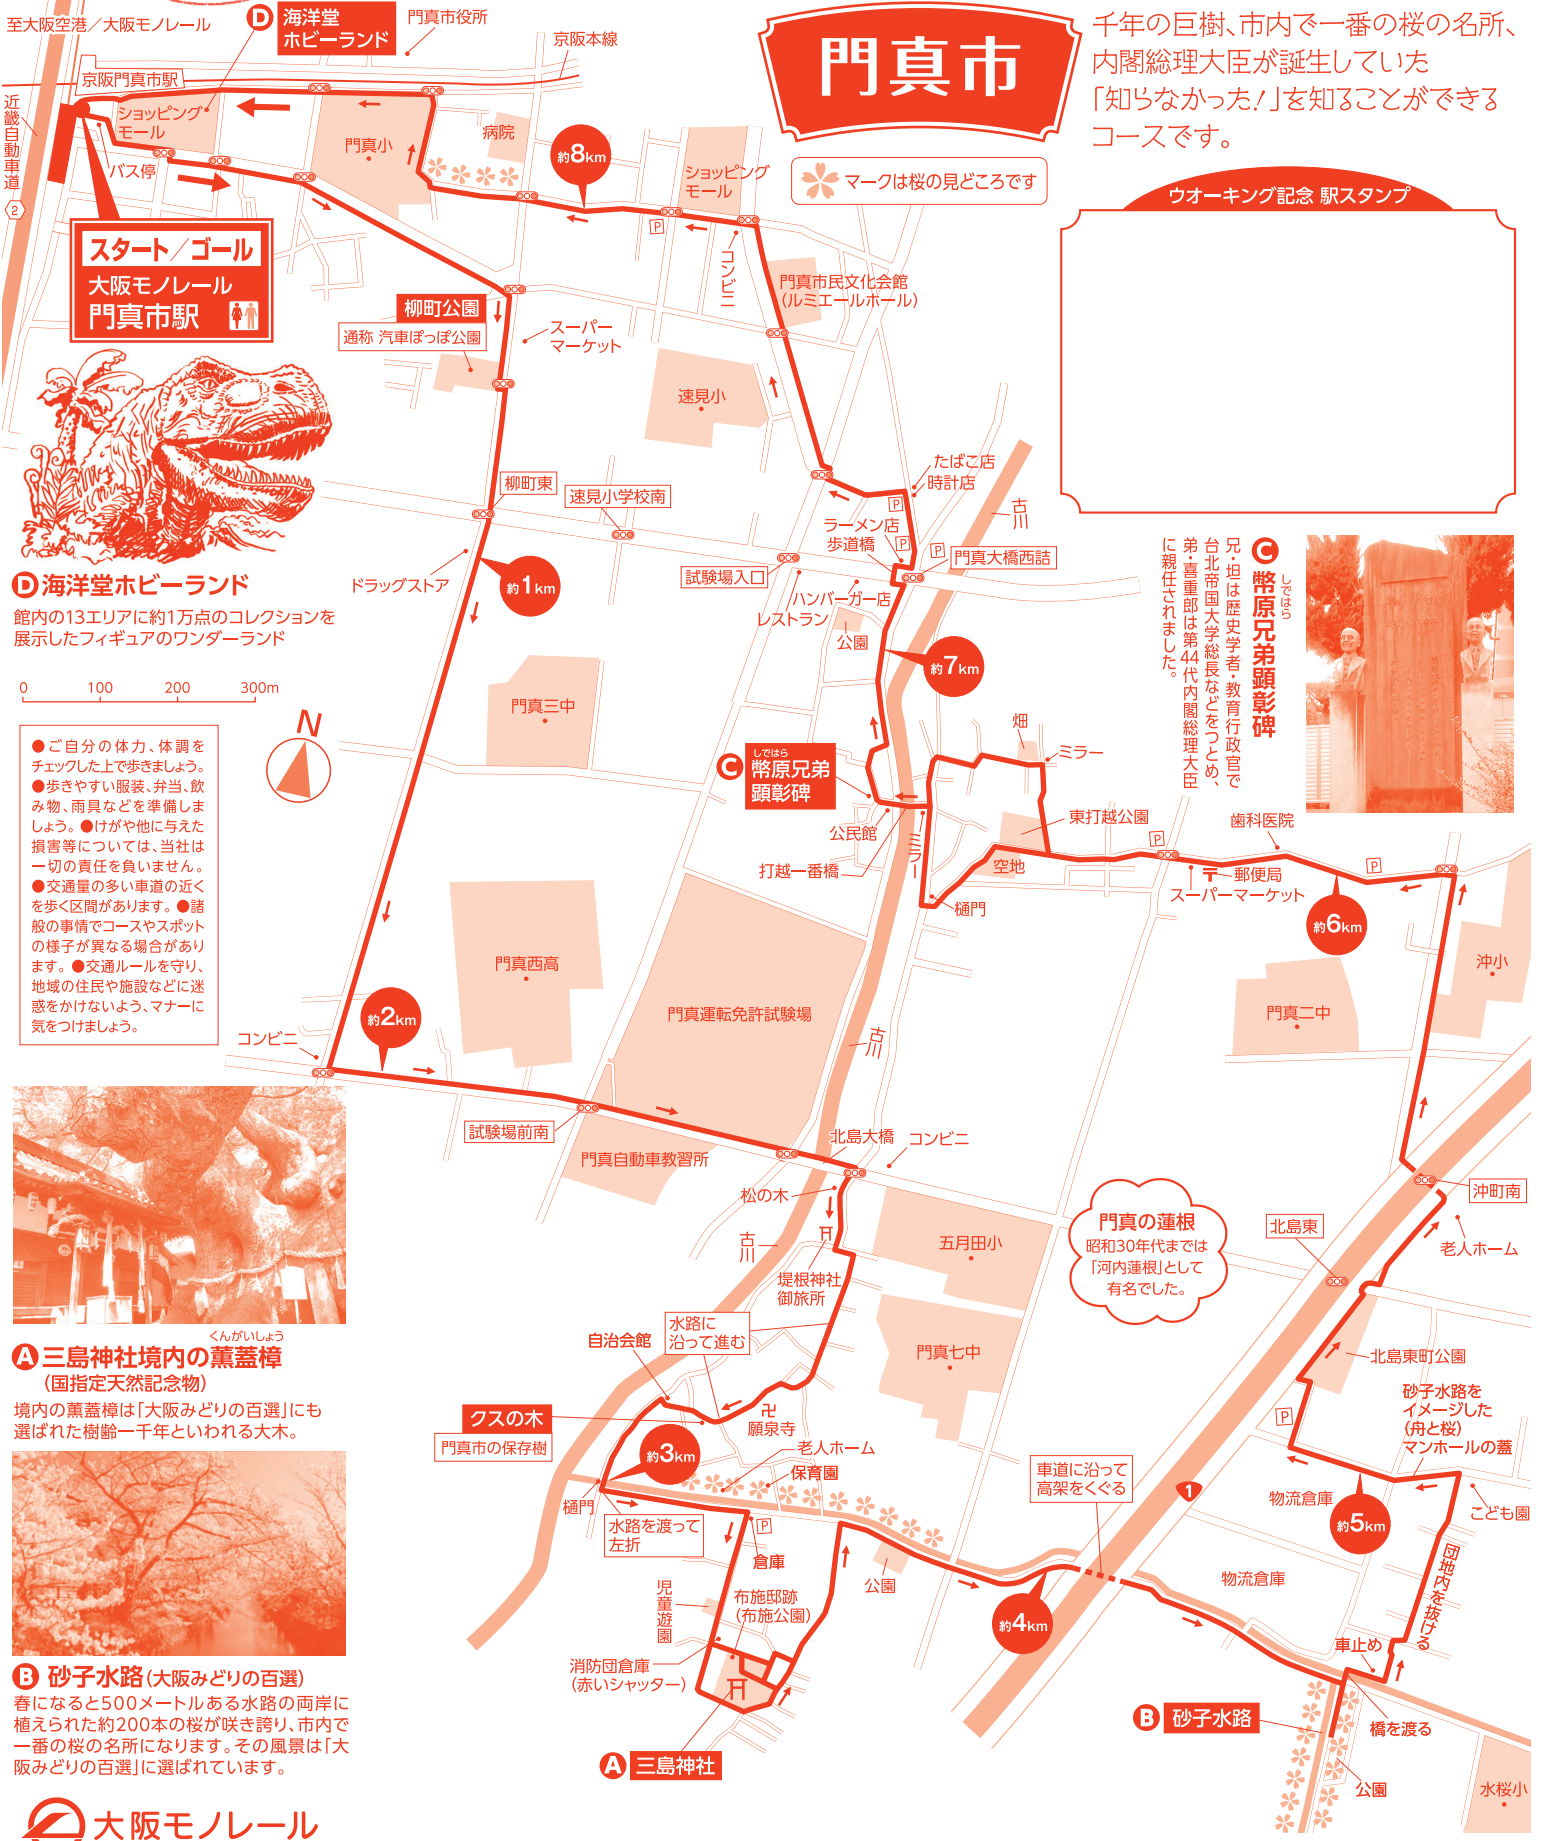 至大阪空港／大阪モノレール
D
海洋堂
ホビーランド
門真市役所
京阪本線
京阪門真市駅
近畿自動車道
2
ショッピング
モール
バス停
門真小
病院
約8km
ショッピング
モール
P
コンビニ
門真市
千年の巨樹、市内で一番の桜の名所、
内閣総理大臣が誕生していた
「知らなかった！」を知ることができる
コースです。
マークは桜の見どころです
ウオーキング記念 駅スタンプ
スタート／ゴール
大阪モノレール
門真市駅
柳町公園
通称 汽車ぽっぽ公園
スーパー
マーケット
門真市民文化会館
（ルミエールホール）
速見小
たばこ店
時計店
古川
柳町東
速見小学校南
ラーメン店
歩道橋
P
P
P
門真大橋西詰
試験場入口
ハンバーガー店
レストラン
公園
ドラッグストア
約1km
約7km
D 海洋堂ホビーランド
館内の13エリアに約1万点のコレクションを
展示したフィギュアのワンダーランド
0 100 200 300m
N
●ご自分の体力、体調を
チェックした上で歩きましょう。
●歩きやすい服装、弁当、飲
み物、雨具などを準備しま
しょう。●けがや他に与えた
損害等については、当社は
一切の責任を負いません。
●交通量の多い車道の近く
を歩く区間があります。●諸
般の事情でコースやスポット
の様子が異なる場合があり
ます。●交通ルールを守り、
地域の住民や施設などに迷
惑をかけないよう、マナーに
気をつけましょう。
C
幣原兄弟顕彰碑
しではら
兄・坦は歴史学者・教育行政官で
台北帝国大学総長などをつとめ、
弟・喜重郎は第44代内閣総理大臣
に親任されました。
門真三中
畑
ミラー
C
しではら
幣原兄弟
顕彰碑
公民館
打越一番橋
ミラー
東打越公園
空地
樋門
P
郵便局
スーパーマーケット
歯科医院
P
約6km
沖小
門真二中
門真西高
門真運転免許試験場
古川
コンビニ
約2km
試験場前南
門真自動車教習所
北島大橋
コンビニ
松の木
古川
堤根神社
御旅所
五月田小
門真の蓮根
昭和30年代までは
「河内蓮根」として
有名でした。
沖町南
北島東
老人ホーム
北島東町公園
水路に
沿って進む
自治会館
門真七中
クスの木
門真市の保存樹
願泉寺
約3km
老人ホーム
保育園
樋門
水路を渡って
左折
P
倉庫
児童遊園
布施邸跡
（布施公園）
公園
消防団倉庫
（赤いシャッター）
A 三島神社
車道に沿って
高架をくぐる
1
約4km
P
砂子水路を
イメージした
（舟と桜）
マンホールの蓋
物流倉庫
約5km
こども園
物流倉庫
団地内を抜ける
車止め
橋を渡る
B 砂子水路
公園
水桜小
くんがいしょう
A 三島神社境内の薫蓋樟
（国指定天然記念物）
境内の薫蓋樟は「大阪みどりの百選」にも
選ばれた樹齢一千年といわれる大木。
B 砂子水路（大阪みどりの百選）
春になると500メートルある水路の両岸に
植えられた約200本の桜が咲き誇り、市内で
一番の桜の名所になります。その風景は「大
阪みどりの百選」に選ばれています。
大阪モノレール